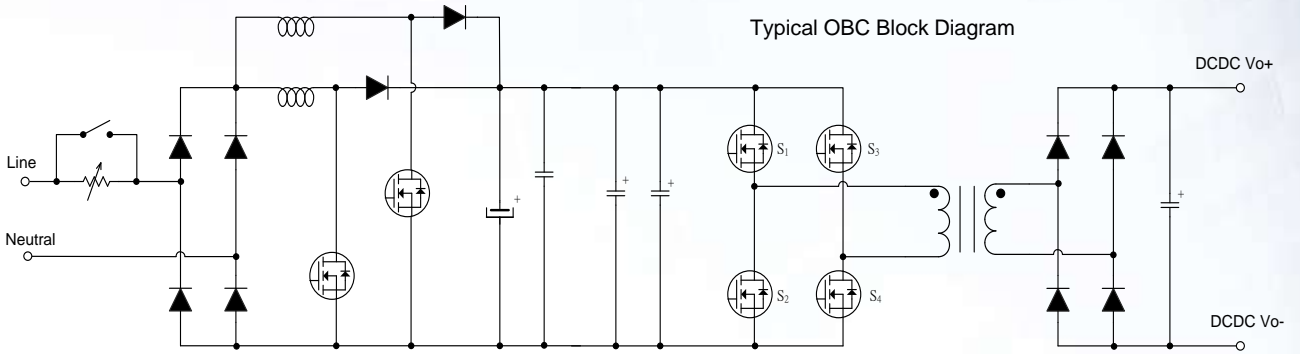 Typical OBC Block Diagram
DCDC Vo+
Line
S1
S3
Neutral
S2
S4
DCDC Vo-
+
+
+
+